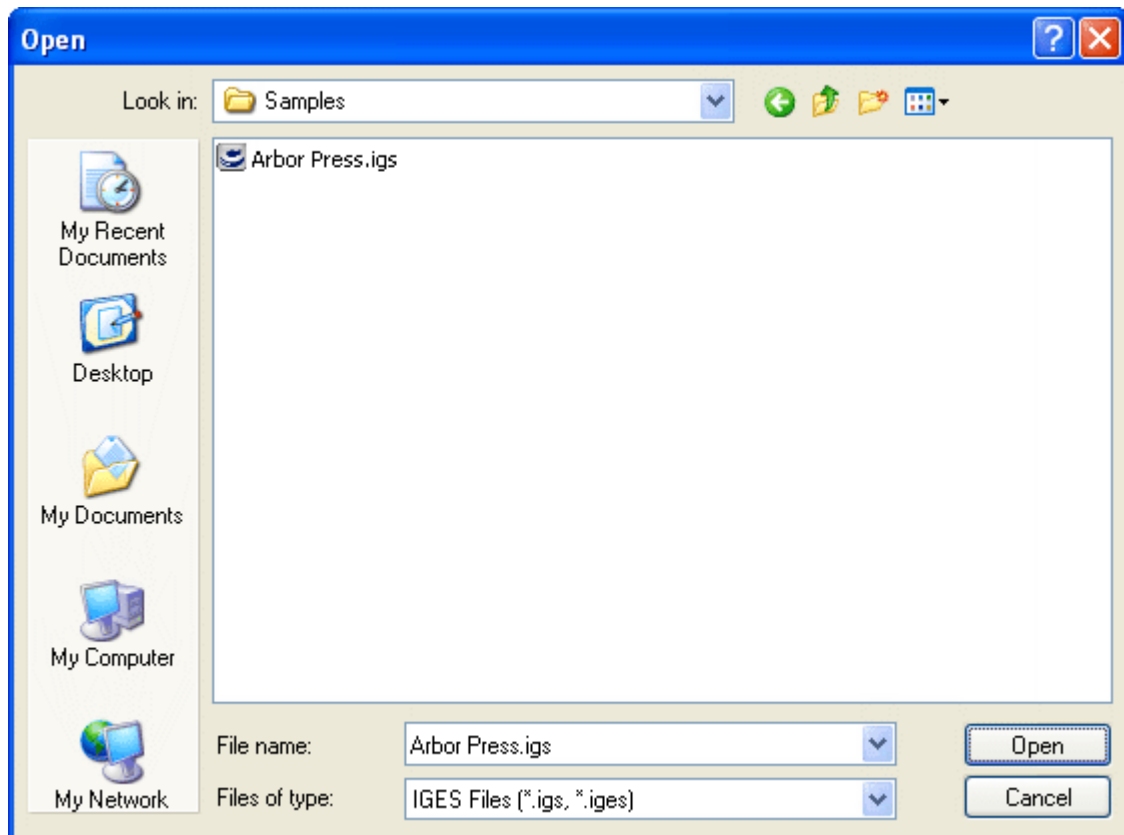 Open
Look in:
Samples
Arbor Press.igs
My Recent
Documents
Desktop
My Documents
My Computer
My Network
File name:
Arbor Press.igs
Open
Files of type:
IGES Files (*.igs, *.iges)
Cancel